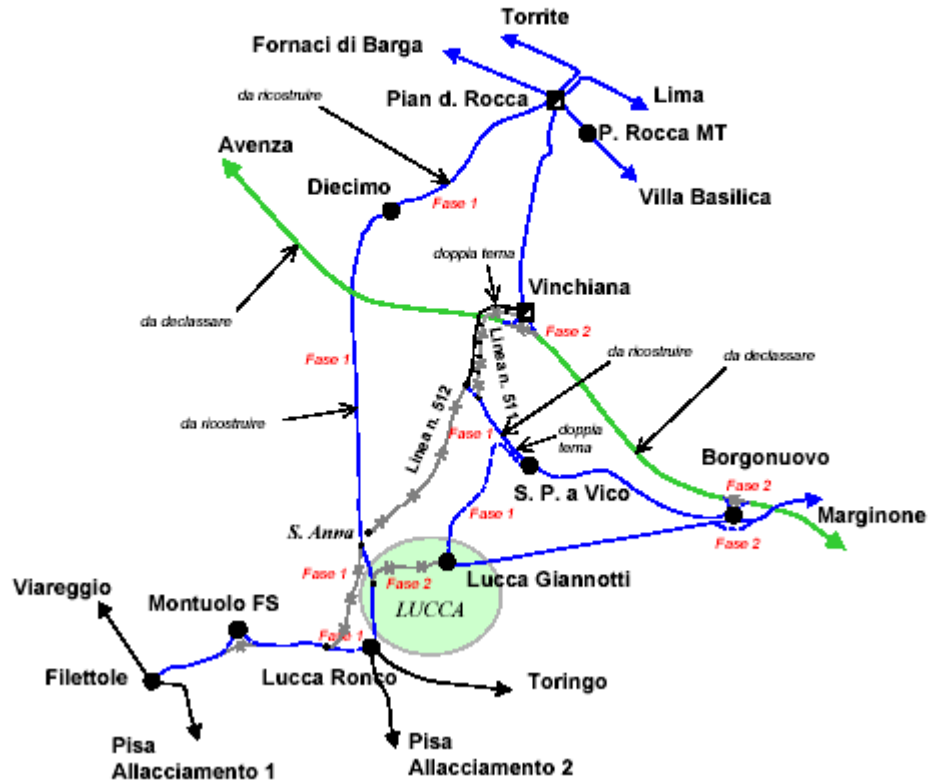 Torrite
Fornaci di Barga
da ricostruire
Pian d. Rocca
Lima
P. Rocca MT
Avenza
Diecimo
Fase 1
Villa Basilica
doppia terna
Vinchiana
da declassare
Fase 2
Fase 1
Linea n. 511
da ricostruire
da declassare
Linea n. 512
da ricostruire
Fase 1
doppia
terna
Borgonuovo
Fase 2
S. P. a Vico
Marginone
Fase 1
S. Anna
Fase 2
Fase 1
Fase 2
Lucca Giannotti
Viareggio
Montuolo FS
LUCCA
Fase 1
Filettole
Lucca Ronco
Toringo
Pisa
Allacciamento 1
Pisa
Allacciamento 2